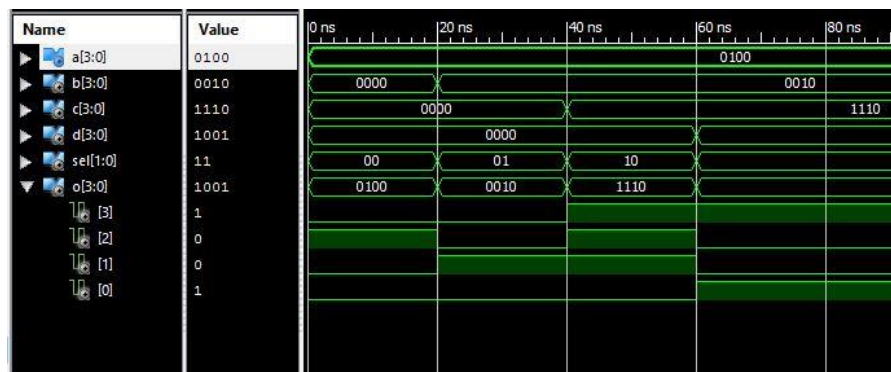 Name Value 0 ns 20 ns 40 ns 60 ns 80 ns
a[3:0] 0100 0100
b[3:0] 0010 0000 0010
c[3:0] 1110 0000 1110
d[3:0] 1001 0000
sel[1:0] 11 00 01 10
o[3:0] 1001 0100 0010 1110
[3] 1
[2] 0
[1] 0
[0] 1